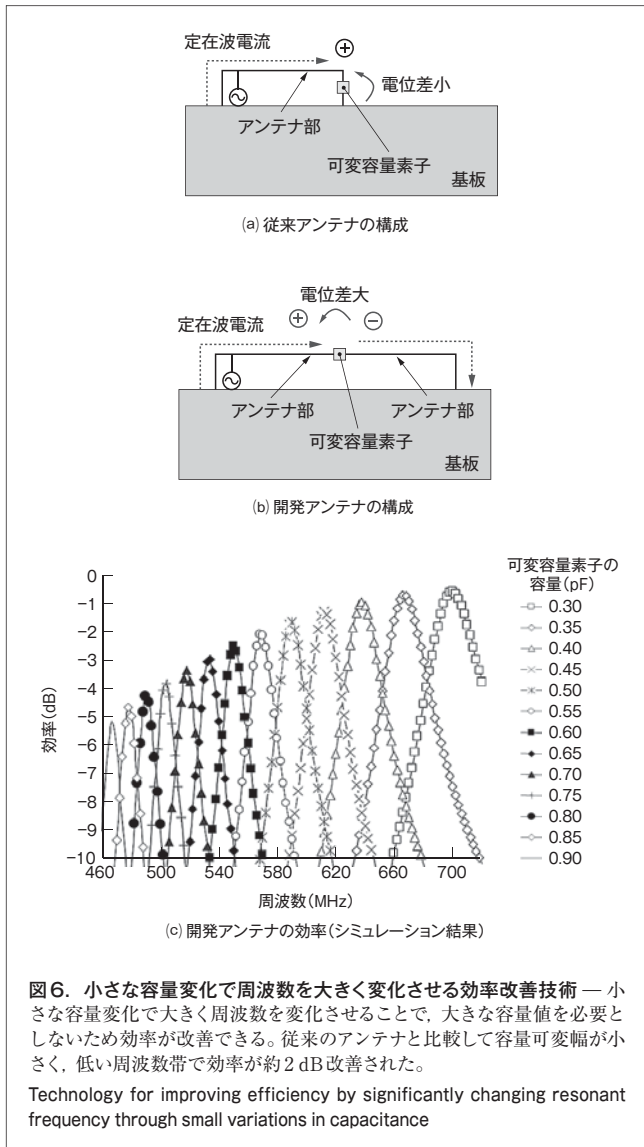 定在波電流
+
電位差小
アンテナ部
可変容量素子
基板
(a) 従来アンテナの構成
電位差大
+
−
定在波電流
アンテナ部
アンテナ部
可変容量素子
基板
(b) 開発アンテナの構成
可変容量素子の
容量(pF)
0.30
0.35
0.40
0.45
0.50
0.55
0.60
0.65
0.70
0.75
0.80
0.85
0.90
効率(dB)
0
−1
−2
−3
−4
−5
−6
−7
−8
−9
−10
460
500
540
580
620
660
700
周波数(MHz)
(c) 開発アンテナの効率(シミュレーション結果)
図6．小さな容量変化で周波数を大きく変化させる効率改善技術 — 小
さな容量変化で大きく周波数を変化させることで，大きな容量値を必要と
しないため効率が改善できる。従来のアンテナと比較して容量可変幅が小
さく，低い周波数帯で効率が約2 dB改善された。
Technology for improving efficiency by significantly changing resonant
frequency through small variations in capacitance